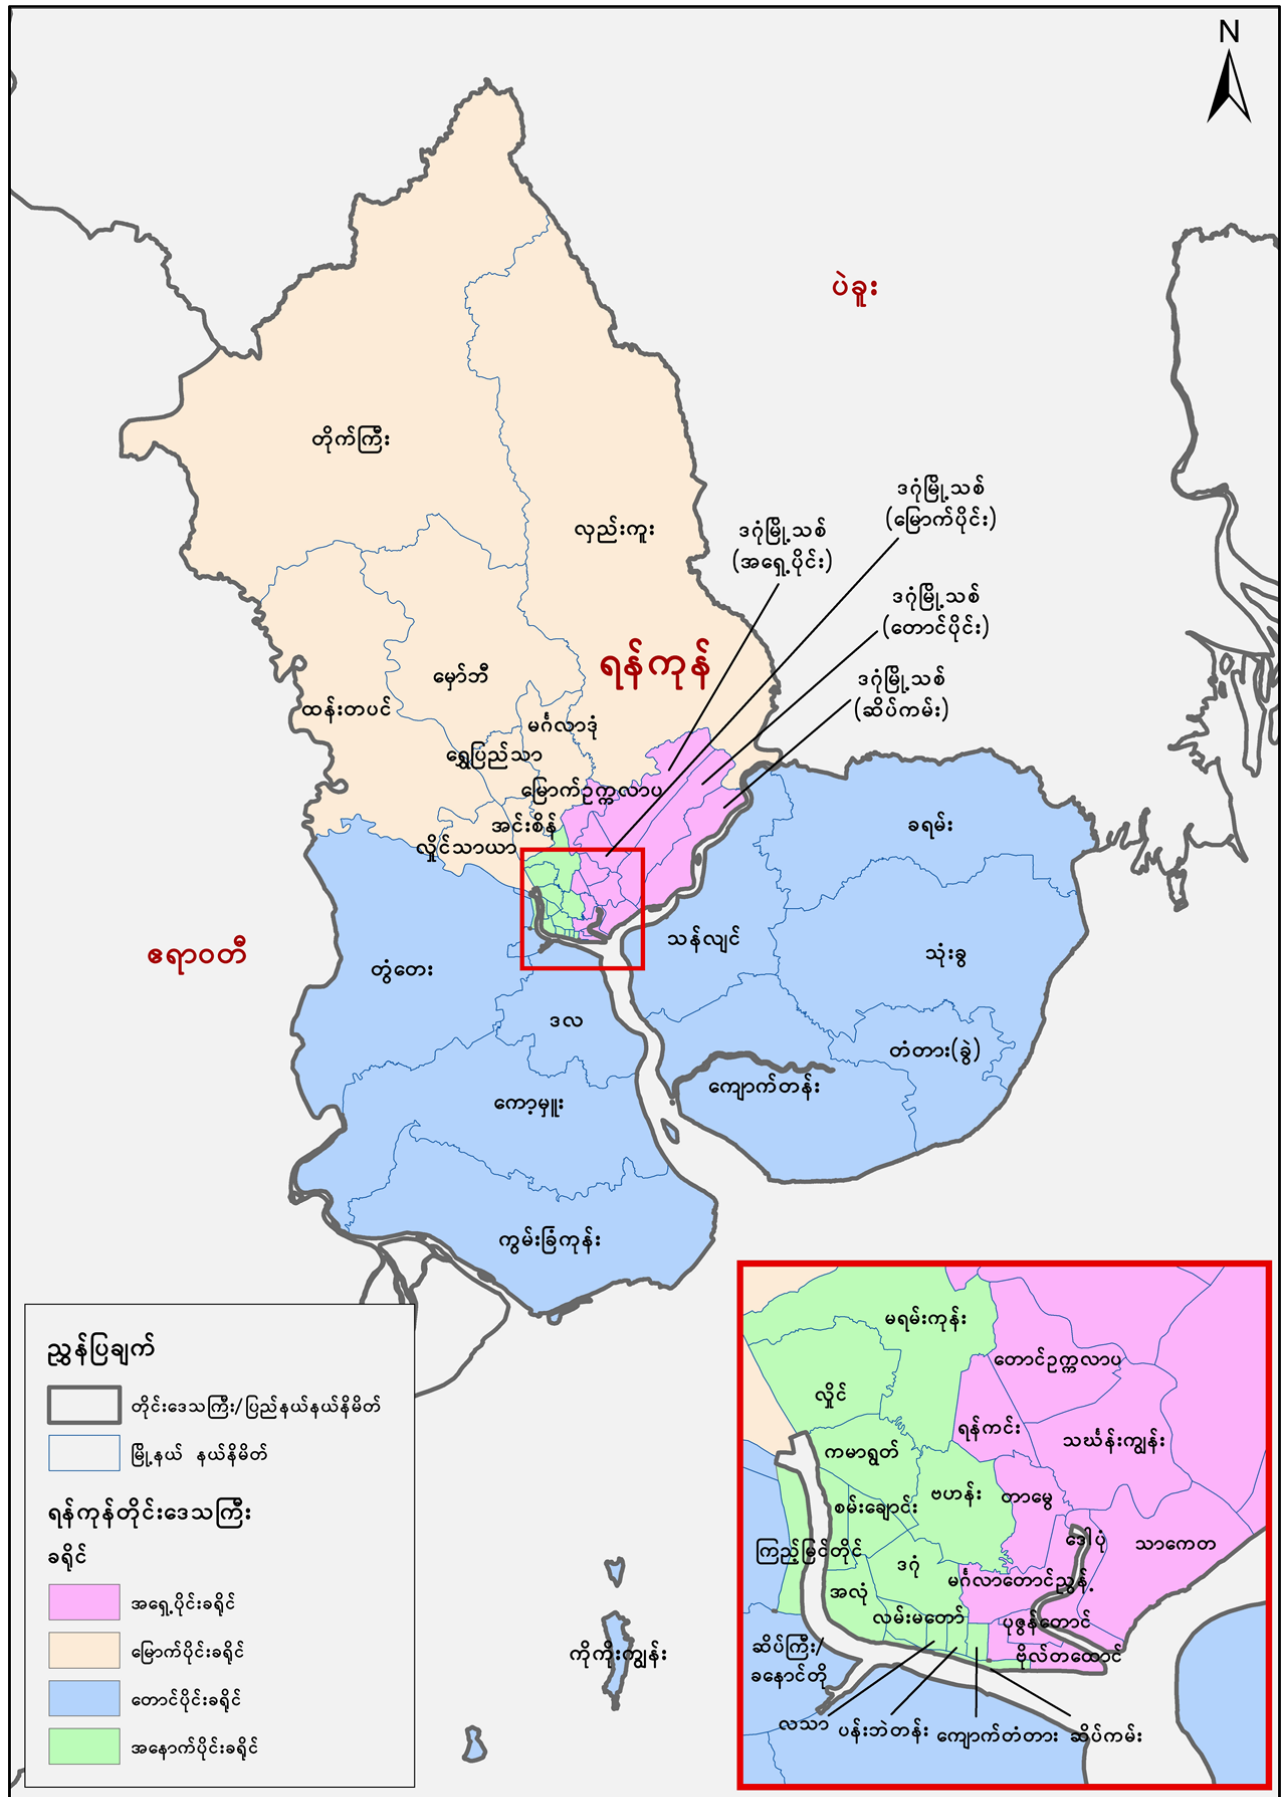 N
ပဲခူး
တိုက်ကြီး
လှည်းကူး
ဒဂုံမြို့သစ်
(မြောက်ပိုင်း)
ဒဂုံမြို့သစ်
(အရှေ့ပိုင်း)
ဒဂုံမြို့သစ်
(တောင်ပိုင်း)
ရန်ကုန်
ဒဂုံမြို့သစ်
(ဆိပ်ကမ်း)
မှော်ဘီ
ထန်းတပင်
မင်္ဂလာဒုံ
ရွှေပြည်သာ
မြောက်ဥက္ကလာပ
အင်းစိန်
လှိုင်သာယာ
ခရမ်း
သန်လျင်
သုံးခွ
ဧရာဝတီ
တွံတေး
ဒလ
တံတား(ခွဲ)
ကျောက်တန်း
ကော့မှူး
ကွမ်းခြံကုန်း
ညွှန်ပြချက်
တိုင်းဒေသကြီး/ပြည်နယ်နယ်နိမိတ်
မြို့နယ် နယ်နိမိတ်
ရန်ကုန်တိုင်းဒေသကြီး
ခရိုင်
အရှေ့ပိုင်းခရိုင်
မြောက်ပိုင်းခရိုင်
တောင်ပိုင်းခရိုင်
အနောက်ပိုင်းခရိုင်
ကိုကိုးကျွန်း
မရမ်းကုန်း
တောင်ဥက္ကလာပ
လှိုင်
ရန်ကင်း
သင်္ဃန်းကျွန်း
ကမာရွတ်
ဗဟန်း
တာမွေ
စမ်းချောင်း
ဒေါပုံ
သာကေတ
ကြည့်မြင်တိုင်
ဒဂုံ
အလုံ
မင်္ဂလာတောင်ညွန့်
လမ်းမတော်
ပုဇွန်တောင်
ဆိပ်ကြီး/
ခနောင်တို
ဗိုလ်တထောင်
လသာ
ပန်းဘဲတန်း
ကျောက်တံတား
ဆိပ်ကမ်း